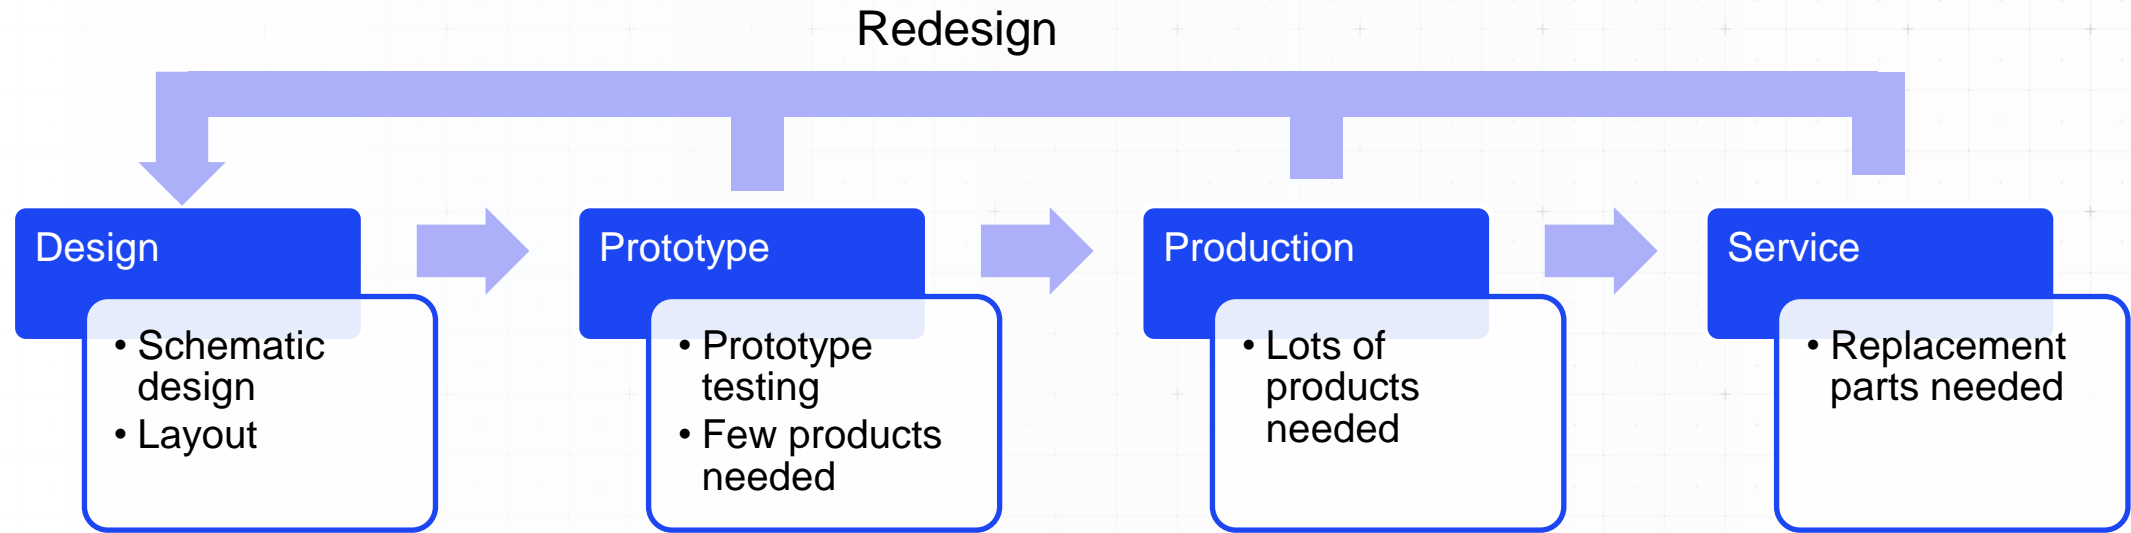 Redesign
Design
• Schematic
design
• Layout
Prototype
• Prototype
testing
• Few products
needed
Production
• Lots of
products
needed
Service
• Replacement
parts needed